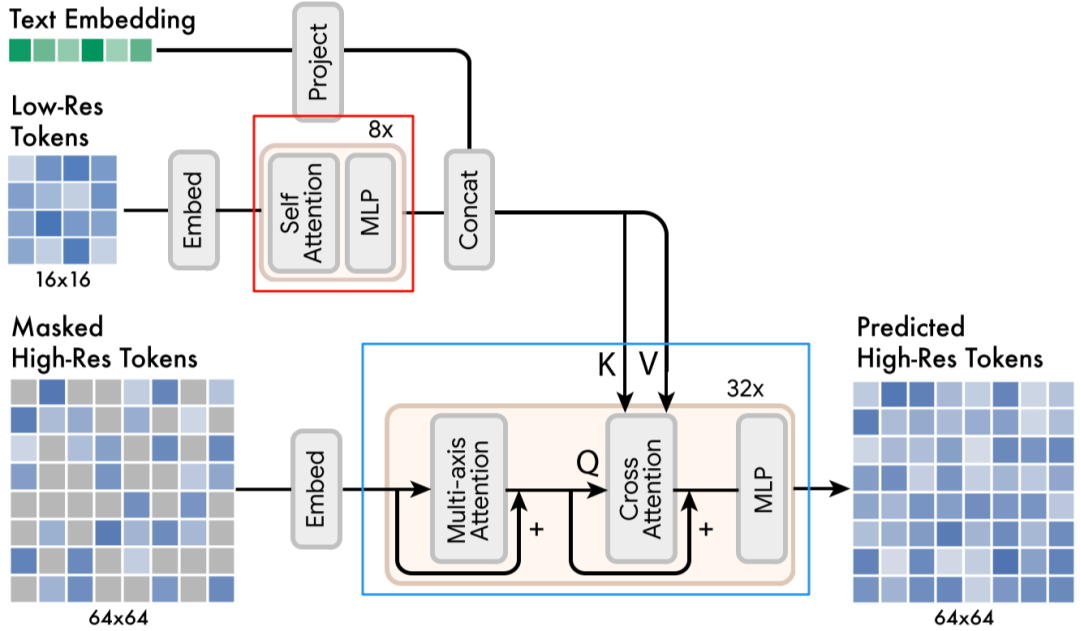 Text Embedding
Project
Low-Res
Tokens
8x
Embed
Self
Attention
MLP
Concat
16x16
Masked
High-Res Tokens
K V
32x
Predicted
High-Res Tokens
Embed
Multi-axis
Attention
+
Q
Cross
Attention
+
MLP
64x64
64x64